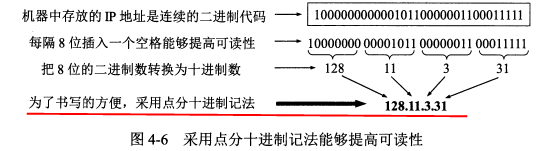 机器中存放的 IP 地址是连续的二进制代码 10000000000010110000001100011111
每隔 8 位插入一个空格能够提高可读性 10000000 00001011 00000011 00011111
把 8 位的二进制数转换为十进制数 128 11 3 31
为了书写的方便，采用点分十进制记法 128.11.3.31
图 4-6 采用点分十进制记法能够提高可读性